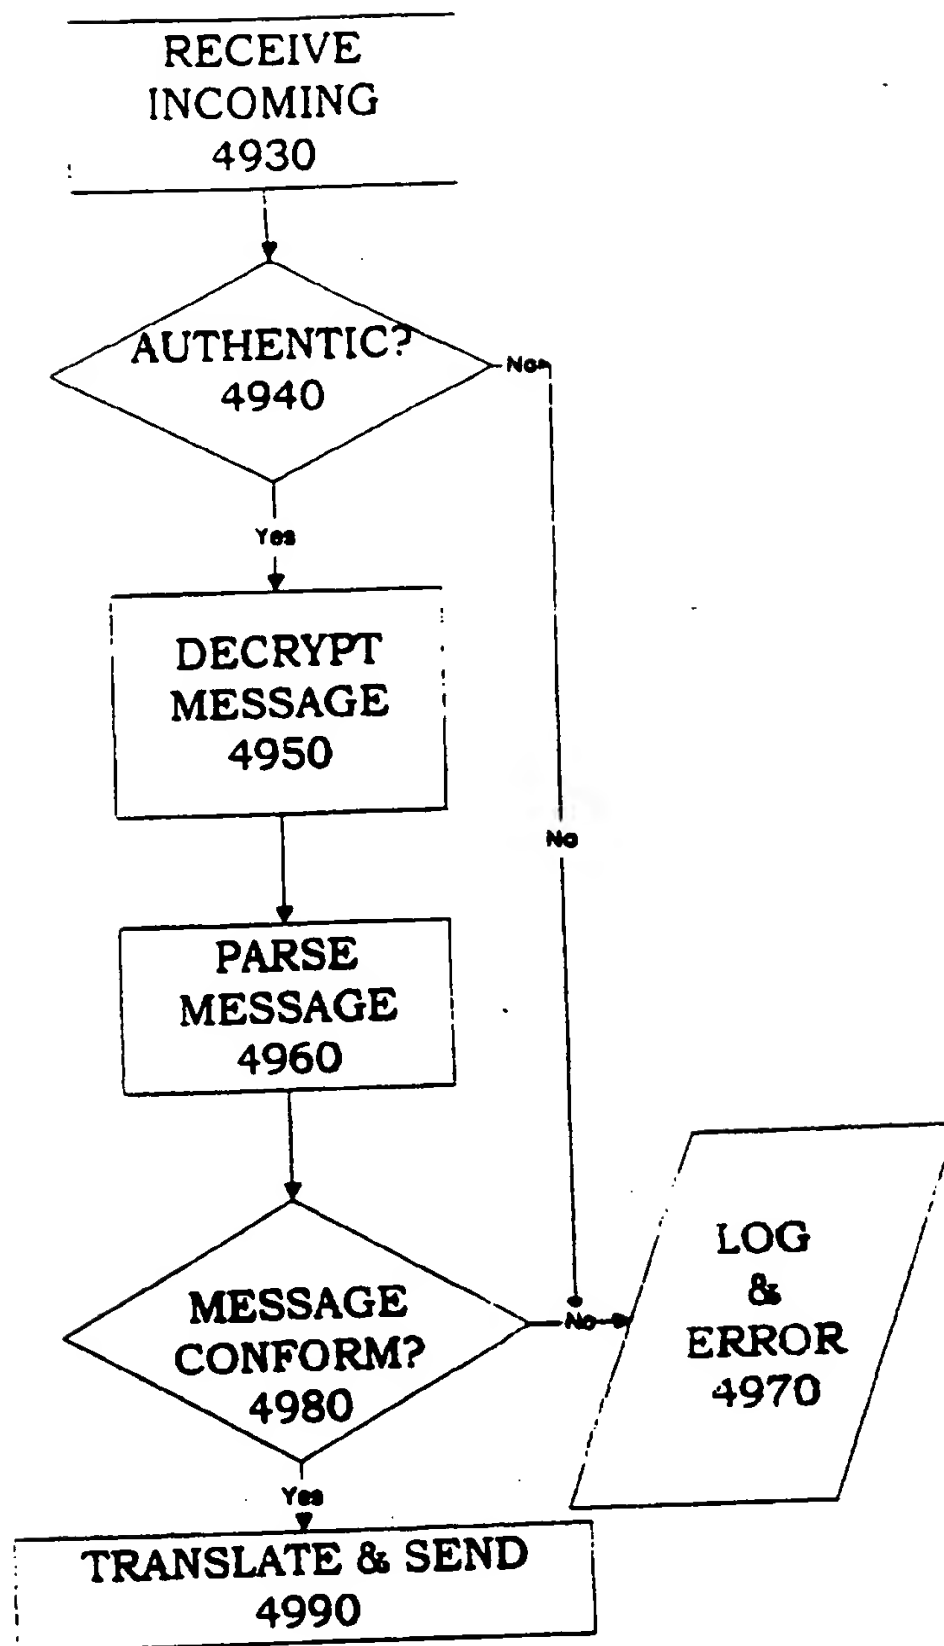 RECEIVE
INCOMING
4930
AUTHENTIC?
4940
No
Yes
DECRYPT
MESSAGE
4950
No
PARSE
MESSAGE
4960
MESSAGE
CONFORM?
4980
No
LOG
&
ERROR
4970
Yes
TRANSLATE & SEND
4990